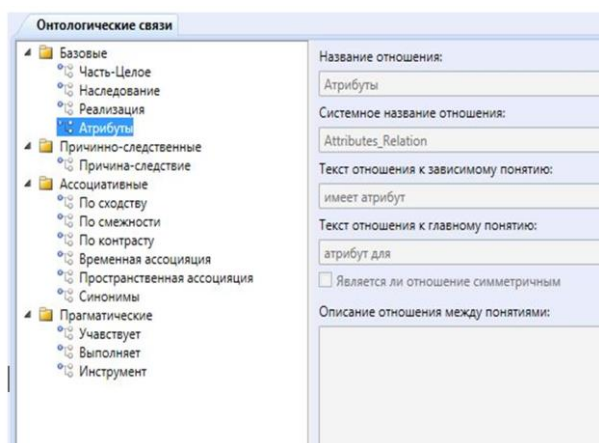 Онтологические связи
Базовые
Часть-Целое
Наследование
Реализация
Атрибуты
Причинно-следственные
Причина-следствие
Ассоциативные
По сходству
По смежности
По контрасту
Временная ассоцияция
Пространственная ассоцияция
Синонимы
Прагматические
Учавствует
Выполняет
Инструмент
Название отношения:
Атрибуты
Системное название отношения:
Attributes_Relation
Текст отношения к зависимому понятию:
имеет атрибут
Текст отношения к главному понятию:
атрибут для
Является ли отношение симметричным
Описание отношения между понятиями: